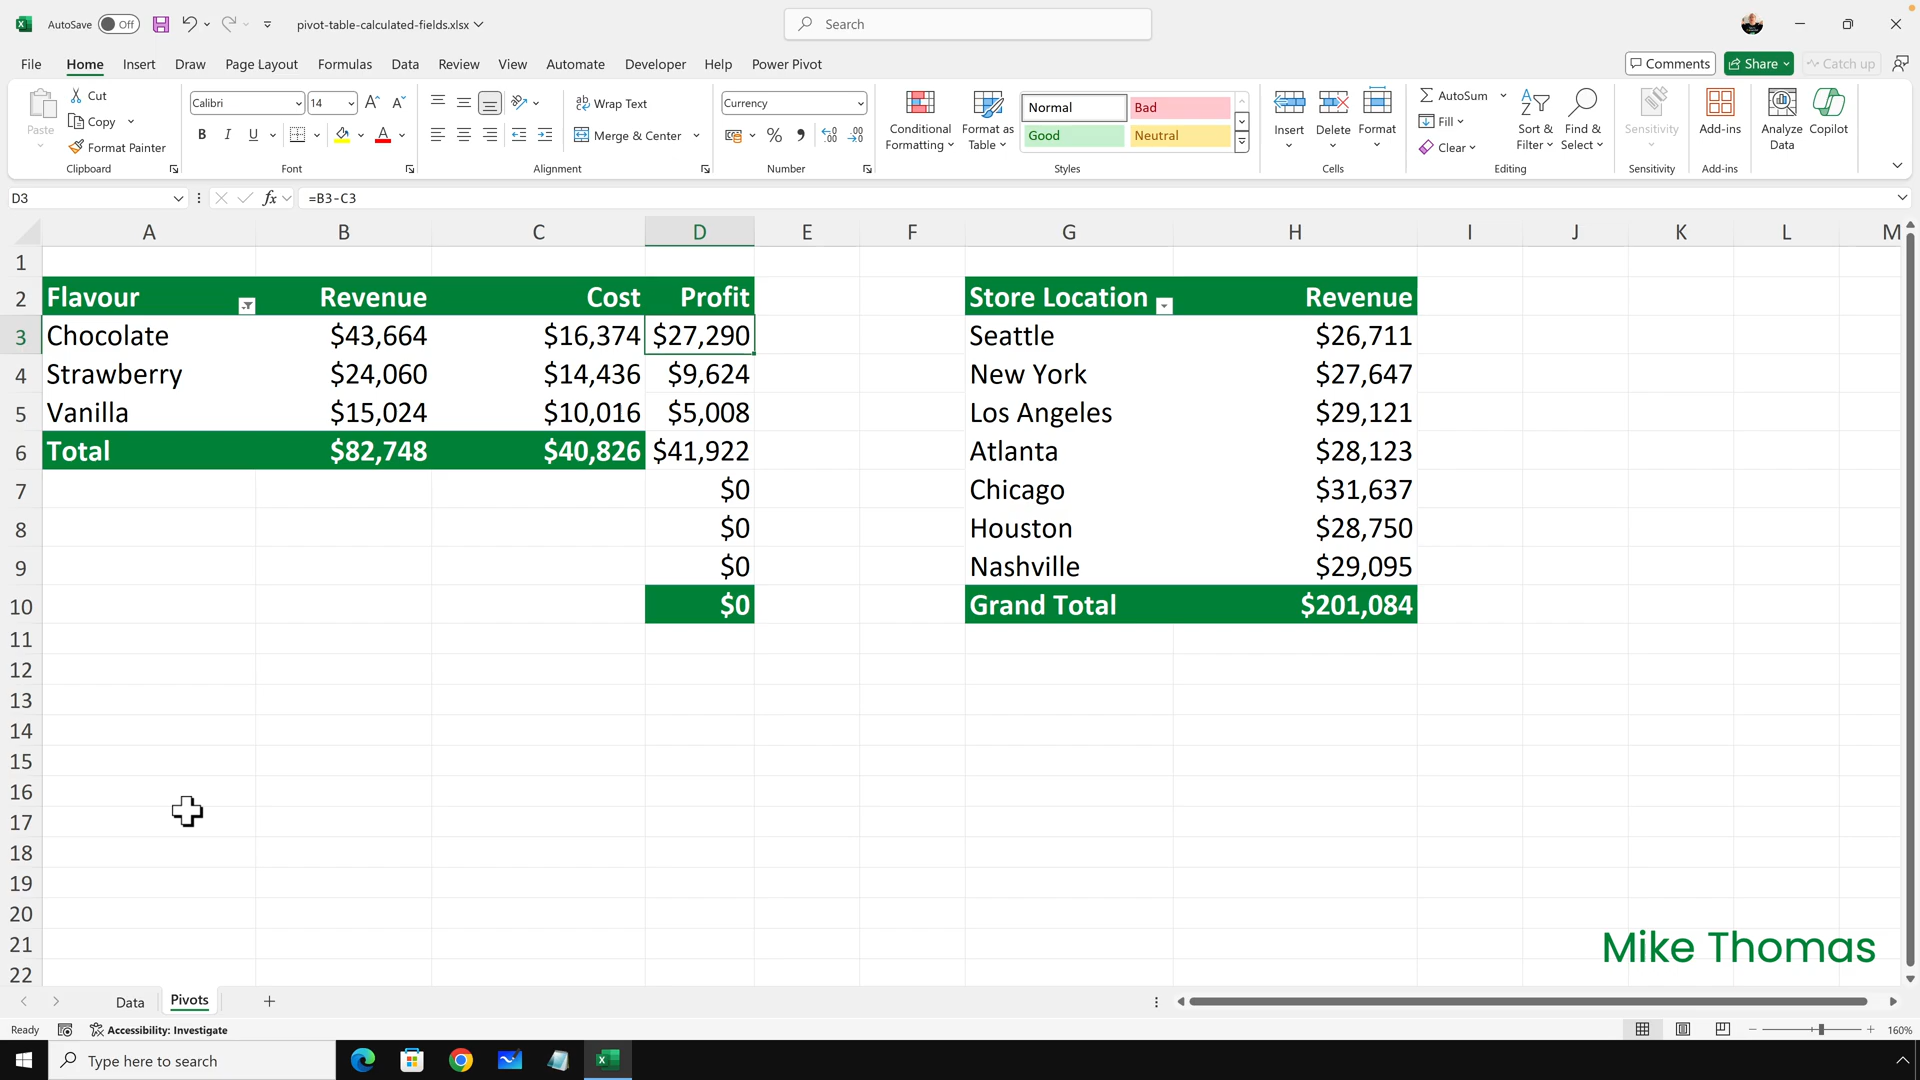 AutoSave Off pivot-table-calculated-fields.xlsx Search
File Home Insert Draw Page Layout Formulas Data Review View Automate Developer Help Power Pivot Comments Share Catch up
Paste Cut Copy Format Painter Clipboard
Calibri 14 B I U A Font
ab Wrap Text Merge & Center Alignment
Currency % , Number
Conditional Formatting Format as Table Normal Bad Good Neutral Styles
Insert Delete Format Cells
AutoSum Fill Clear Sort & Filter Find & Select Editing
Sensitivity Sensitivity Add-ins Add-ins Analyze Data Copilot
D3 fx =B3-C3
A B C D E F G H I J K L M
1
2 Flavour Revenue Cost Profit Store Location Revenue
3 Chocolate $43,664 $16,374 $27,290 Seattle $26,711
4 Strawberry $24,060 $14,436 $9,624 New York $27,647
5 Vanilla $15,024 $10,016 $5,008 Los Angeles $29,121
6 Total $82,748 $40,826 $41,922 Atlanta $28,123
7 $0 Chicago $31,637
8 $0 Houston $28,750
9 $0 Nashville $29,095
10 $0 Grand Total $201,084
11
12
13
14
15
16
17
18
19
20
21
22
Mike Thomas
Data Pivots
Ready Accessibility: Investigate 160%
Type here to search